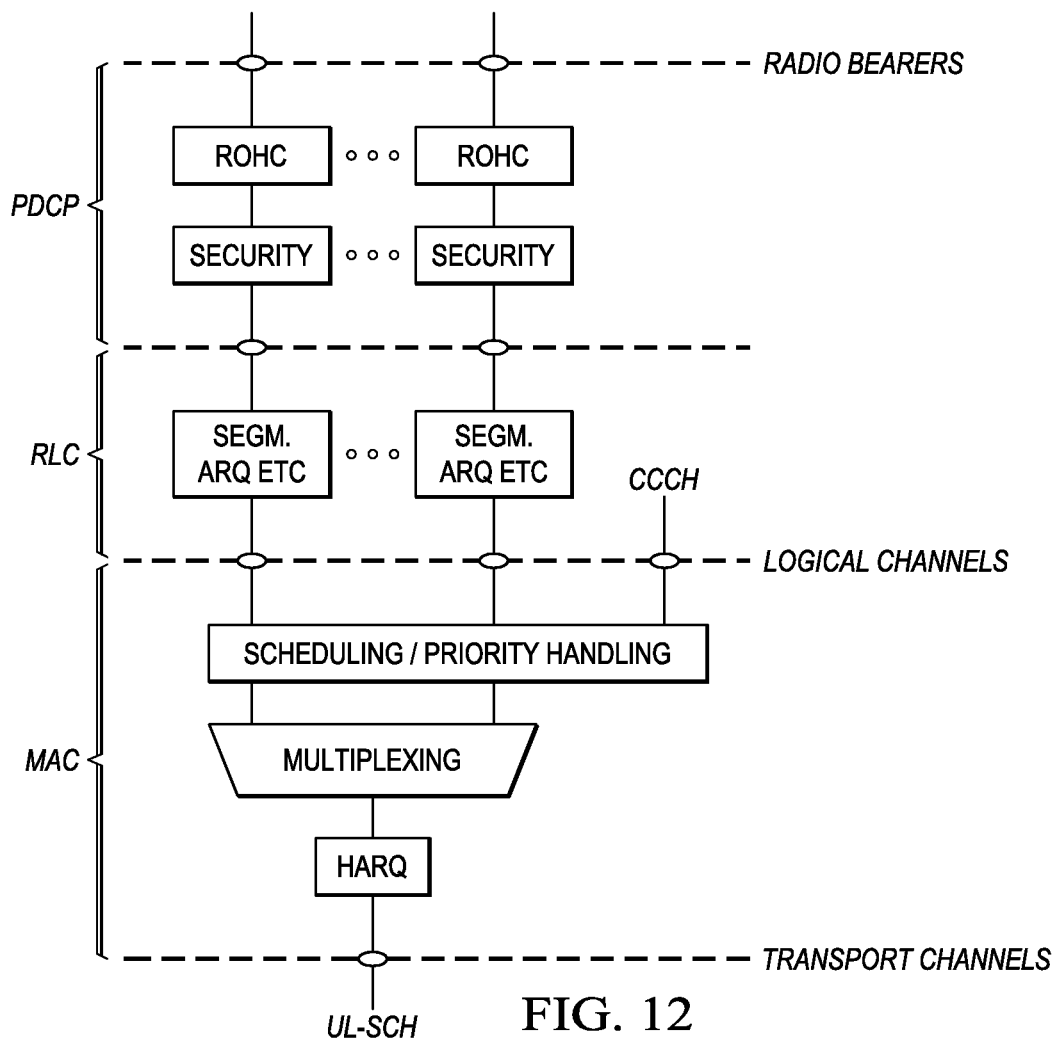 RADIO BEARERS
ROHC
ROHC
PDCP
SECURITY
SECURITY
SEGM.
ARQ ETC
SEGM.
ARQ ETC
RLC
CCCH
LOGICAL CHANNELS
SCHEDULING / PRIORITY HANDLING
MAC
MULTIPLEXING
HARQ
TRANSPORT CHANNELS
UL-SCH
FIG. 12